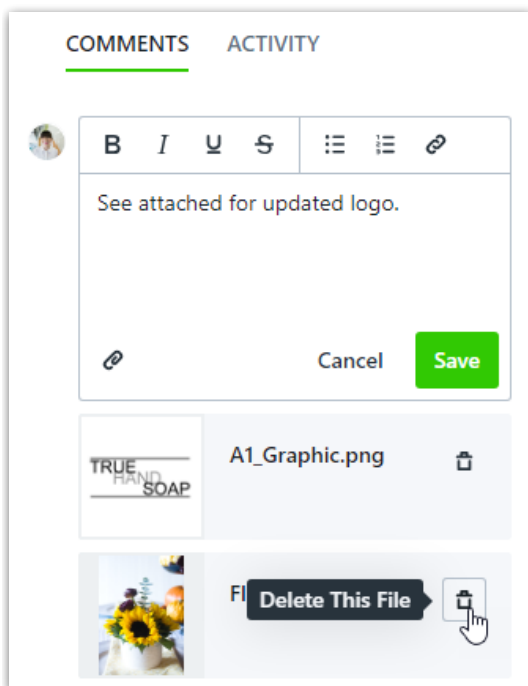 COMMENTS ACTIVITY
B I U S
See attached for updated logo.
Cancel Save
TRUE
HAND
SOAP
A1_Graphic.png
Delete This File